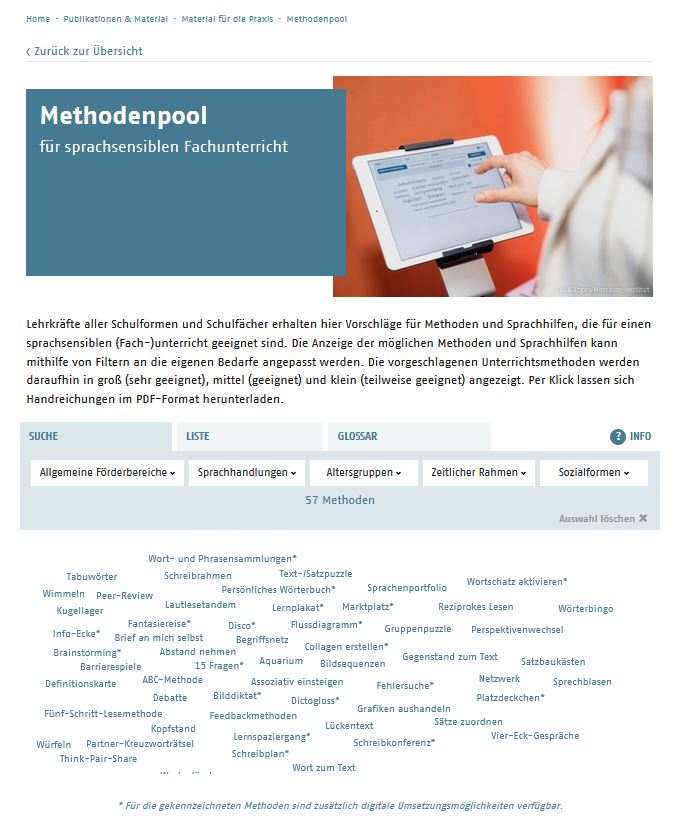 Home - Publikationen & Material - Material für die Praxis - Methodenpool
‹ Zurück zur Übersicht
Methodenpool
für sprachsensiblen Fachunterricht
© A.Etges/Mercator-Institut
Lehrkräfte aller Schulformen und Schulfächer erhalten hier Vorschläge für Methoden und Sprachhilfen, die für einen
sprachsensiblen (Fach-)unterricht geeignet sind. Die Anzeige der möglichen Methoden und Sprachhilfen kann
mithilfe von Filtern an die eigenen Bedarfe angepasst werden. Die vorgeschlagenen Unterrichtsmethoden werden
daraufhin in groß (sehr geeignet), mittel (geeignet) und klein (teilweise geeignet) angezeigt. Per Klick lassen sich
Handreichungen im PDF-Format herunterladen.
SUCHE LISTE GLOSSAR ? INFO
Allgemeine Förderbereiche Sprachhandlungen Altersgruppen Zeitlicher Rahmen Sozialformen
57 Methoden
Auswahl löschen ✖
Wort- und Phrasensammlungen*
Tabuwörter Schreibrahmen Text-/Satzpuzzle Wortschatz aktivieren*
Wimmeln Peer-Review Persönliches Wörterbuch* Sprachenportfolio
Kugellager Lautlesetandem Lernplakat* Marktplatz* Reziprokes Lesen Wörterbingo
Info-Ecke* Fantasiereise* Disco* Flussdiagramm* Gruppenpuzzle Perspektivenwechsel
Brief an mich selbst Begriffsnetz
Brainstorming* Abstand nehmen Collagen erstellen* Gegenstand zum Text
Barrierespiele 15 Fragen* Aquarium Bildsequenzen Satzbaukästen
Definitionskarte ABC-Methode Assoziativ einsteigen Fehlersuche* Netzwerk Sprechblasen
Debatte Bilddiktat* Dictogloss* Platzdeckchen*
Fünf-Schritt-Lesemethode Feedbackmethoden Grafiken aushandeln
Kopfstand Lückentext Sätze zuordnen
Würfeln Partner-Kreuzworträtsel Lernspaziergang* Schreibkonferenz* Vier-Eck-Gespräche
Think-Pair-Share Schreibplan*
Wort zum Text
* Für die gekennzeichneten Methoden sind zusätzlich digitale Umsetzungsmöglichkeiten verfügbar.